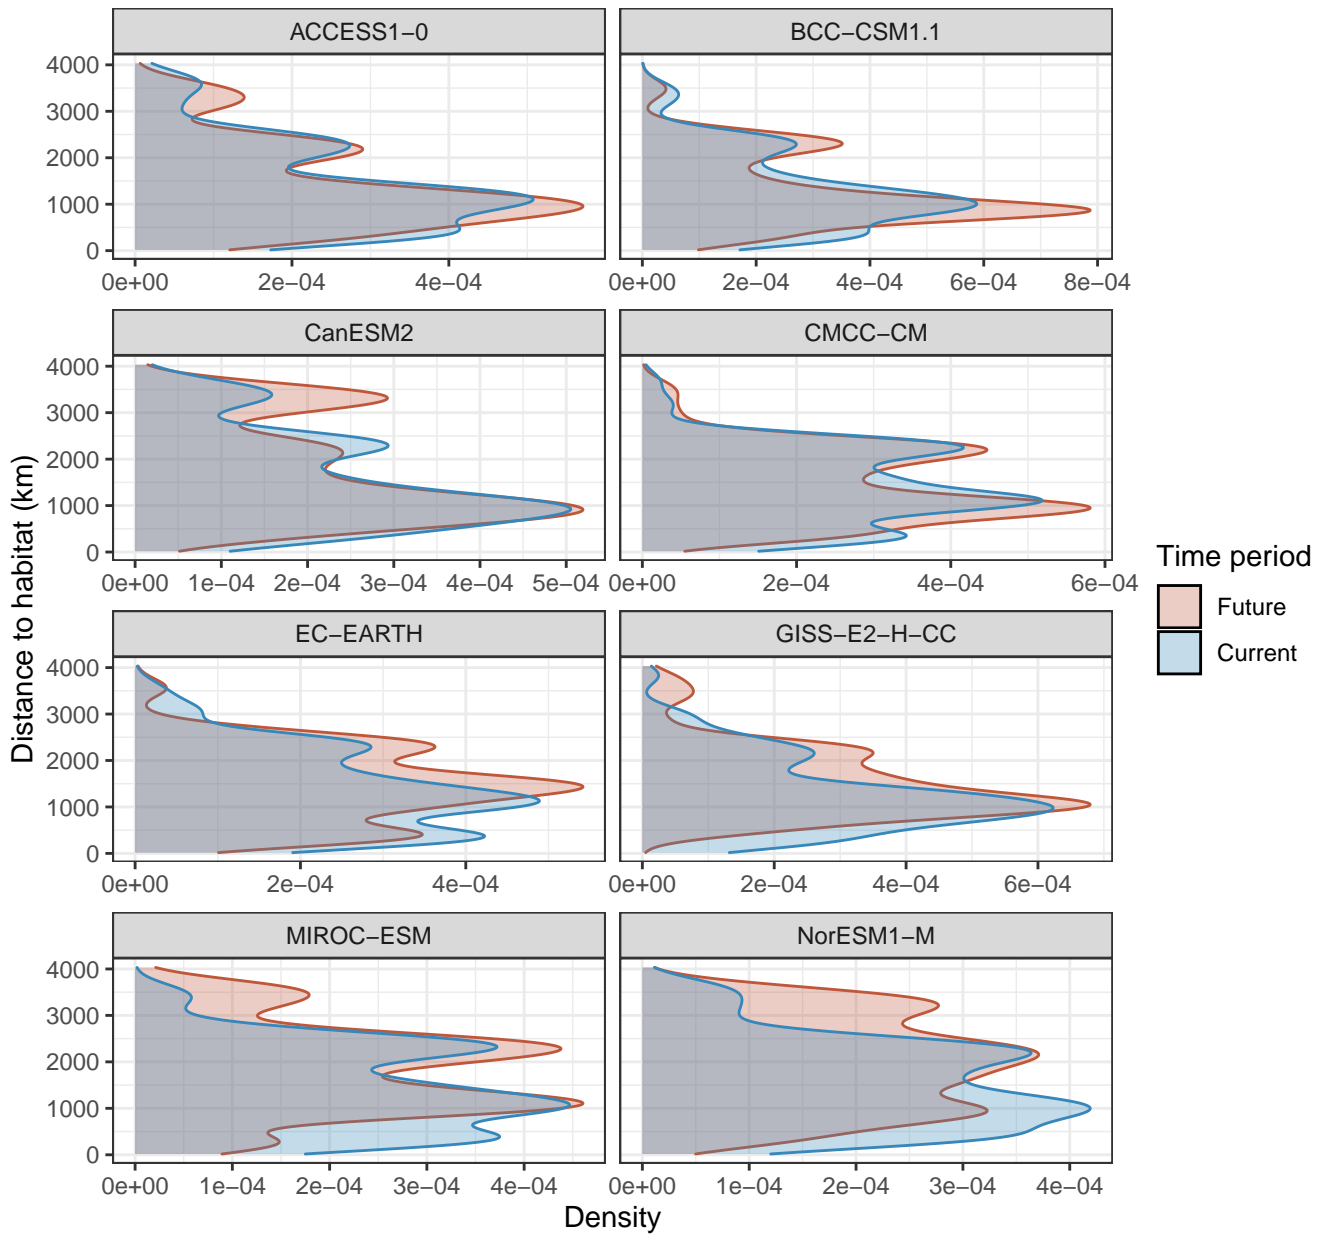 ACCESS1−0
BCC−CSM1.1
4000
3000
2000
1000
0
0e+00 2e−04 4e−04
0e+00 2e−04 4e−04 6e−04 8e−04
CanESM2
CMCC−CM
4000
3000
2000
1000
0
0e+00 1e−04 2e−04 3e−04 4e−04 5e−04
0e+00 2e−04 4e−04 6e−04
EC−EARTH
GISS−E2−H−CC
4000
3000
2000
1000
0
0e+00 2e−04 4e−04
0e+00 2e−04 4e−04 6e−04
MIROC−ESM
NorESM1−M
4000
3000
2000
1000
0
0e+00 1e−04 2e−04 3e−04 4e−04
0e+00 1e−04 2e−04 3e−04 4e−04
Density
Distance to habitat (km)
Time period
Future
Current